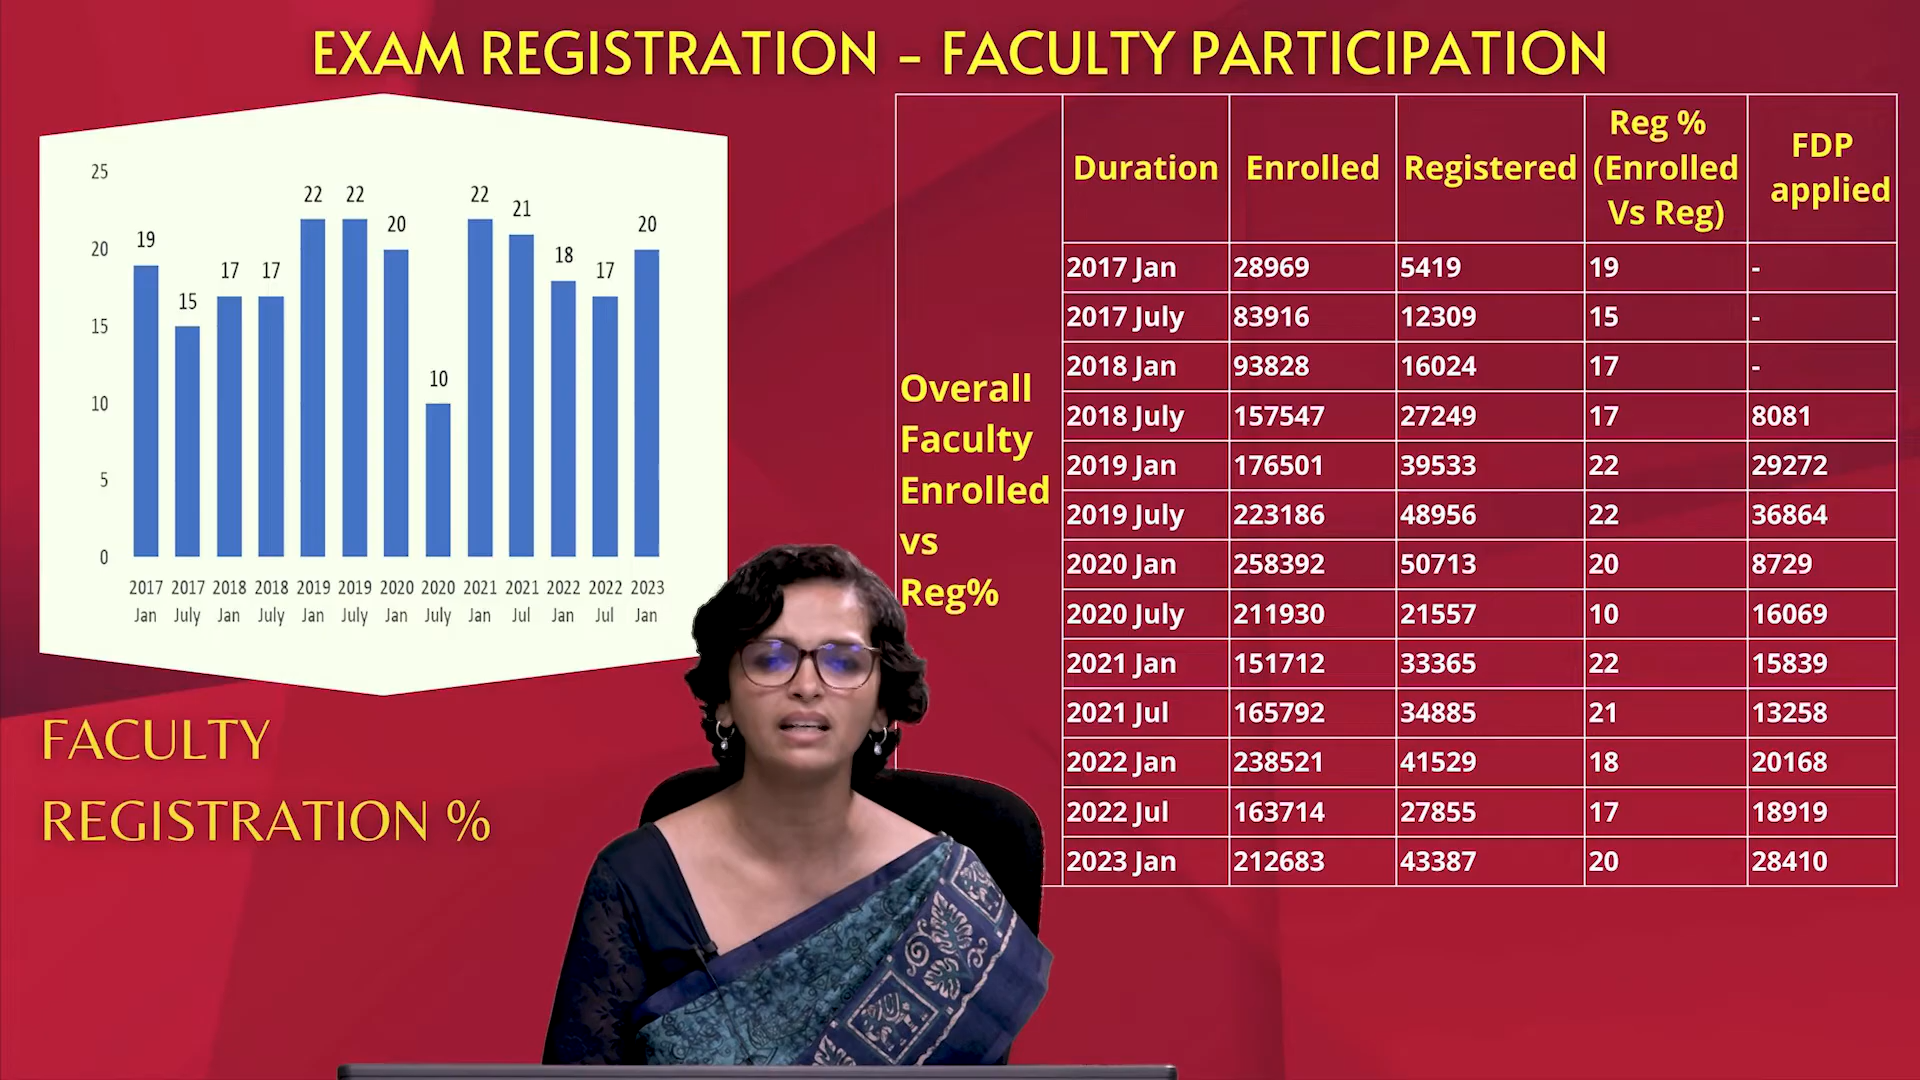 EXAM REGISTRATION - FACULTY PARTICIPATION
25
20
15
10
5
0
19
15
17
17
22
22
20
10
22
21
18
17
20
2017 2017 2018 2018 2019 2019 2020 2020 2021 2021 2022 2022 2023
Jan July Jan July Jan July Jan July Jan Jul Jan Jul Jan
FACULTY
REGISTRATION %
Overall
Faculty
Enrolled
vs
Reg%
Duration Enrolled Registered Reg % (Enrolled Vs Reg) FDP applied
2017 Jan 28969 5419 19 -
2017 July 83916 12309 15 -
2018 Jan 93828 16024 17 -
2018 July 157547 27249 17 8081
2019 Jan 176501 39533 22 29272
2019 July 223186 48956 22 36864
2020 Jan 258392 50713 20 8729
2020 July 211930 21557 10 16069
2021 Jan 151712 33365 22 15839
2021 Jul 165792 34885 21 13258
2022 Jan 238521 41529 18 20168
2022 Jul 163714 27855 17 18919
2023 Jan 212683 43387 20 28410